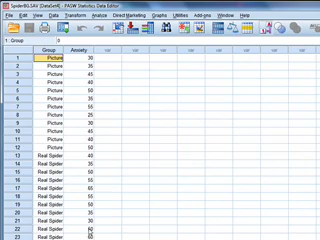 SpiderBG.SAV [DataSet4] - PASW Statistics Data Editor
File Edit View Data Transform Analyze Direct Marketing Graphs Utilities Add-ons Window Help
1 : Group 0
Group Anxiety var var var var var var var
1 Picture 30
2 Picture 35
3 Picture 45
4 Picture 40
5 Picture 50
6 Picture 35
7 Picture 55
8 Picture 25
9 Picture 30
10 Picture 45
11 Picture 40
12 Picture 50
13 Real Spider 40
14 Real Spider 35
15 Real Spider 50
16 Real Spider 55
17 Real Spider 65
18 Real Spider 55
19 Real Spider 50
20 Real Spider 35
21 Real Spider 30
22 Real Spider 50
23 Real Spider 60